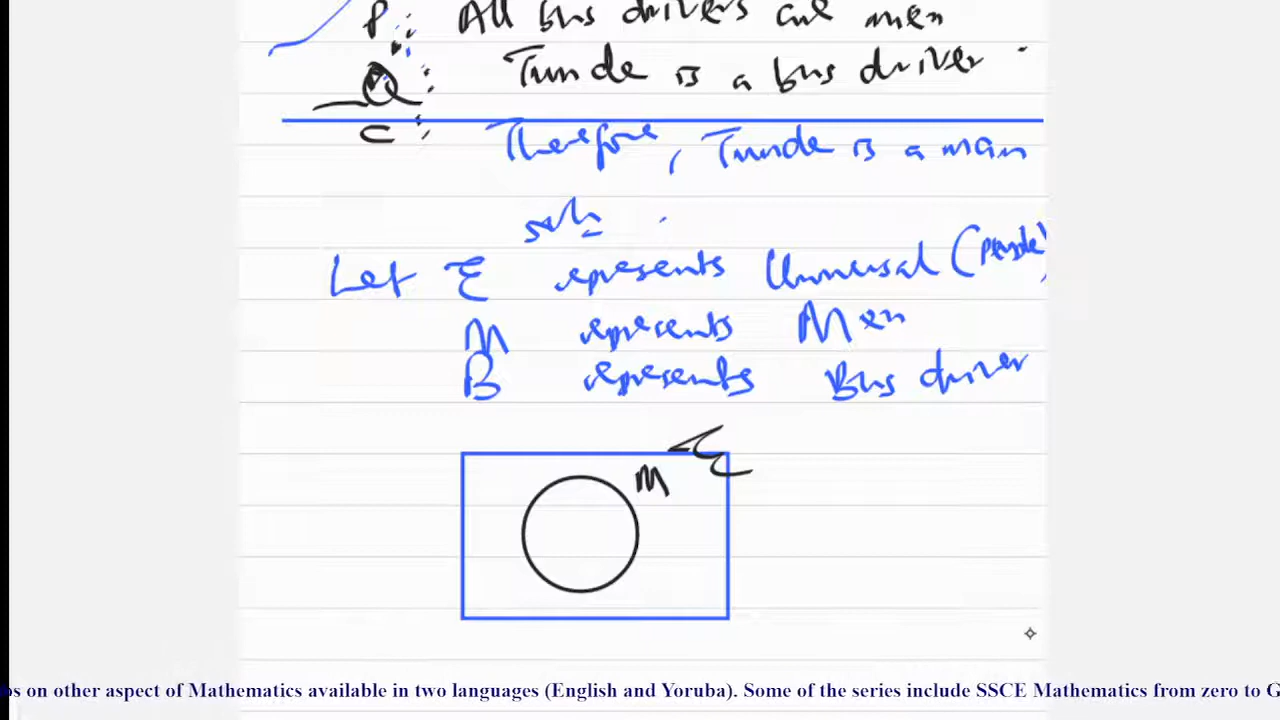 P: All bus drivers are men
Q: Tunde is a bus driver
C: Therefore, Tunde is a man
soln
Let ℰ represents Universal (people)
M represents Men
B represents Bus driver
ℰ
M
os on other aspect of Mathematics available in two languages (English and Yoruba). Some of the series include SSCE Mathematics from zero to G